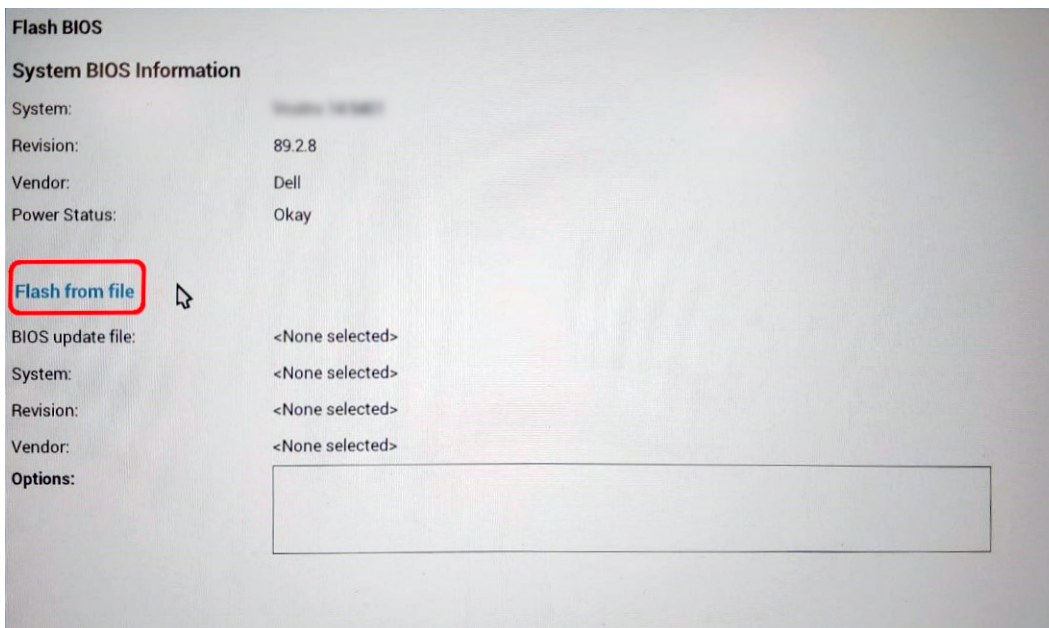 Flash BIOS
System BIOS Information
System:
Revision: 89.2.8
Vendor: Dell
Power Status: Okay
Flash from file
BIOS update file: <None selected>
System: <None selected>
Revision: <None selected>
Vendor: <None selected>
Options: